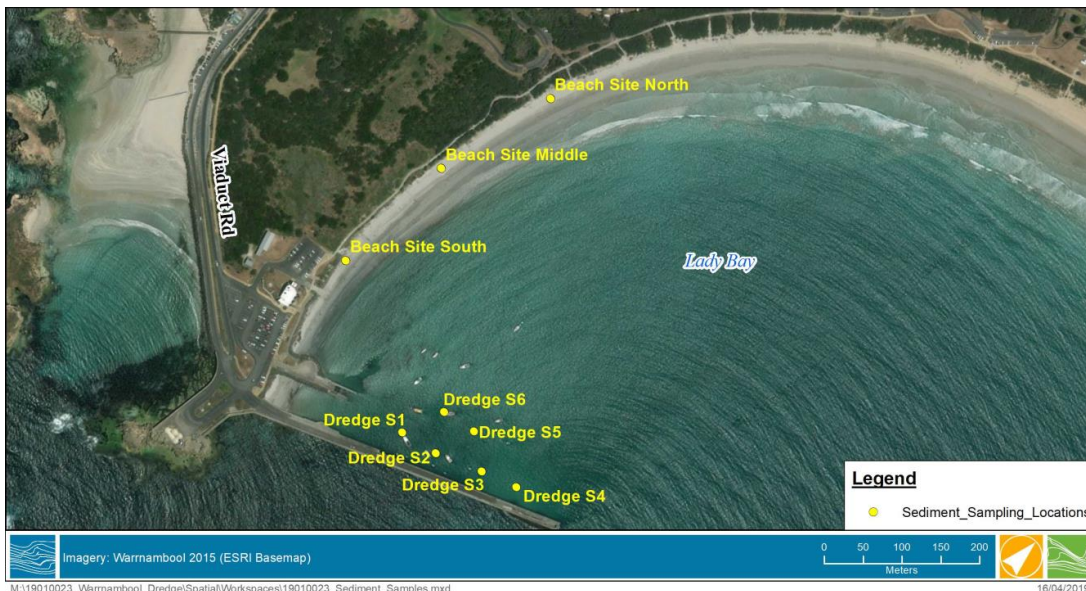 Beach Site North
Beach Site Middle
Viaduct Rd
Beach Site South
Lady Bay
Dredge S6
Dredge S1
Dredge S5
Dredge S2
Dredge S3
Dredge S4
Legend
Sediment_Sampling_Locations
Imagery: Warrnambool 2015 (ESRI Basemap)
0 50 100 150 200
Meters
M:\19010023_Warrnambool_Dredge\Spatial\Workspaces\19010023_Sediment_Samples.mxd
16/04/2019